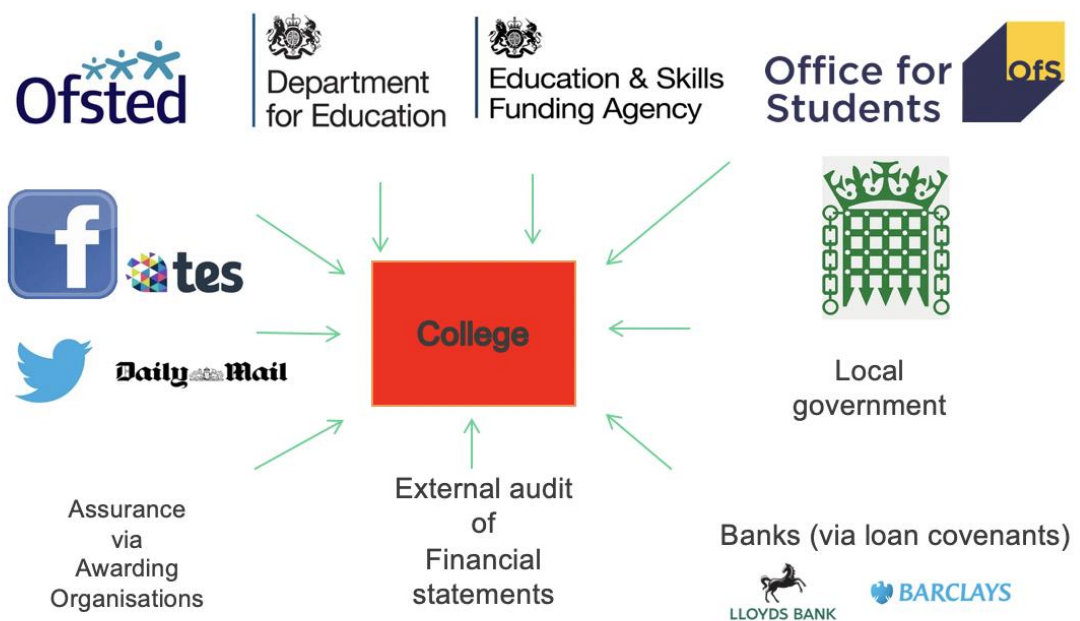 Ofsted
Department
for Education
Education & Skills
Funding Agency
Office for
Students
OfS
f
tes
Daily Mail
College
Local
government
Assurance
via
Awarding
Organisations
External audit
of
Financial
statements
Banks (via loan covenants)
LLOYDS BANK
BARCLAYS